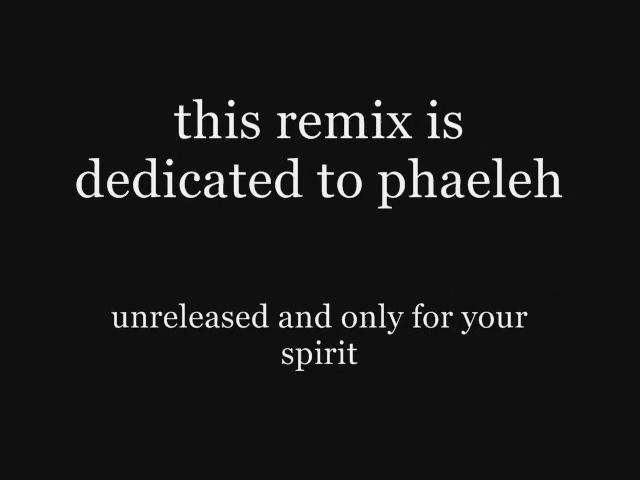 this remix is
dedicated to phaeleh
unreleased and only for your
spirit